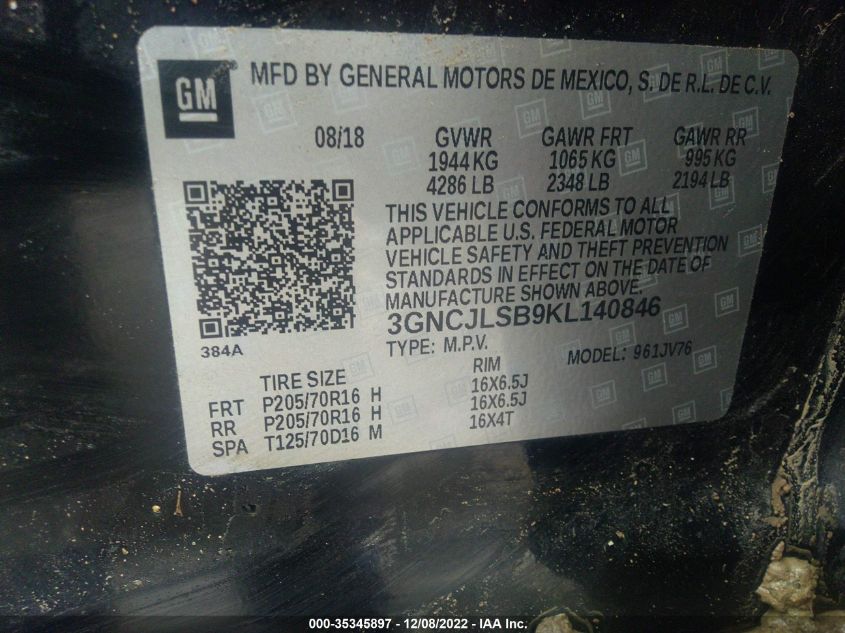 GM
MFD BY GENERAL MOTORS DE MEXICO, S. DE R.L. DE C.V.
08/18 GVWR GAWR FRT GAWR RR
1944 KG 1065 KG 995 KG
4286 LB 2348 LB 2194 LB
THIS VEHICLE CONFORMS TO ALL
APPLICABLE U.S. FEDERAL MOTOR
VEHICLE SAFETY AND THEFT PREVENTION
STANDARDS IN EFFECT ON THE DATE OF
MANUFACTURE SHOWN ABOVE.
3GNCJLSB9KL140846
384A
TYPE: M.P.V. MODEL: 961JV76
TIRE SIZE RIM
FRT P205/70R16 H 16X6.5J
RR P205/70R16 H 16X6.5J
SPA T125/70D16 M 16X4T
000-35345897 - 12/08/2022 - IAA Inc.